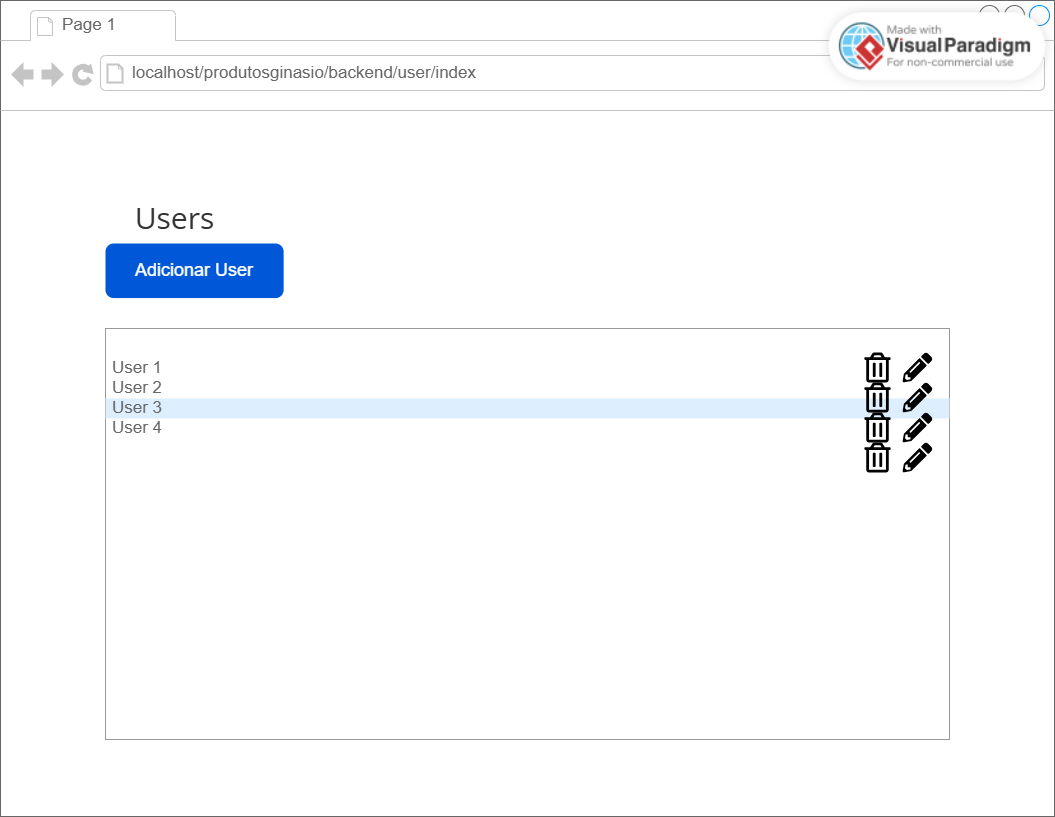 Page 1
Made with
Visual Paradigm
For non-commercial use
localhost/produtosginasio/backend/user/index
Users
Adicionar User
User 1
User 2
User 3
User 4